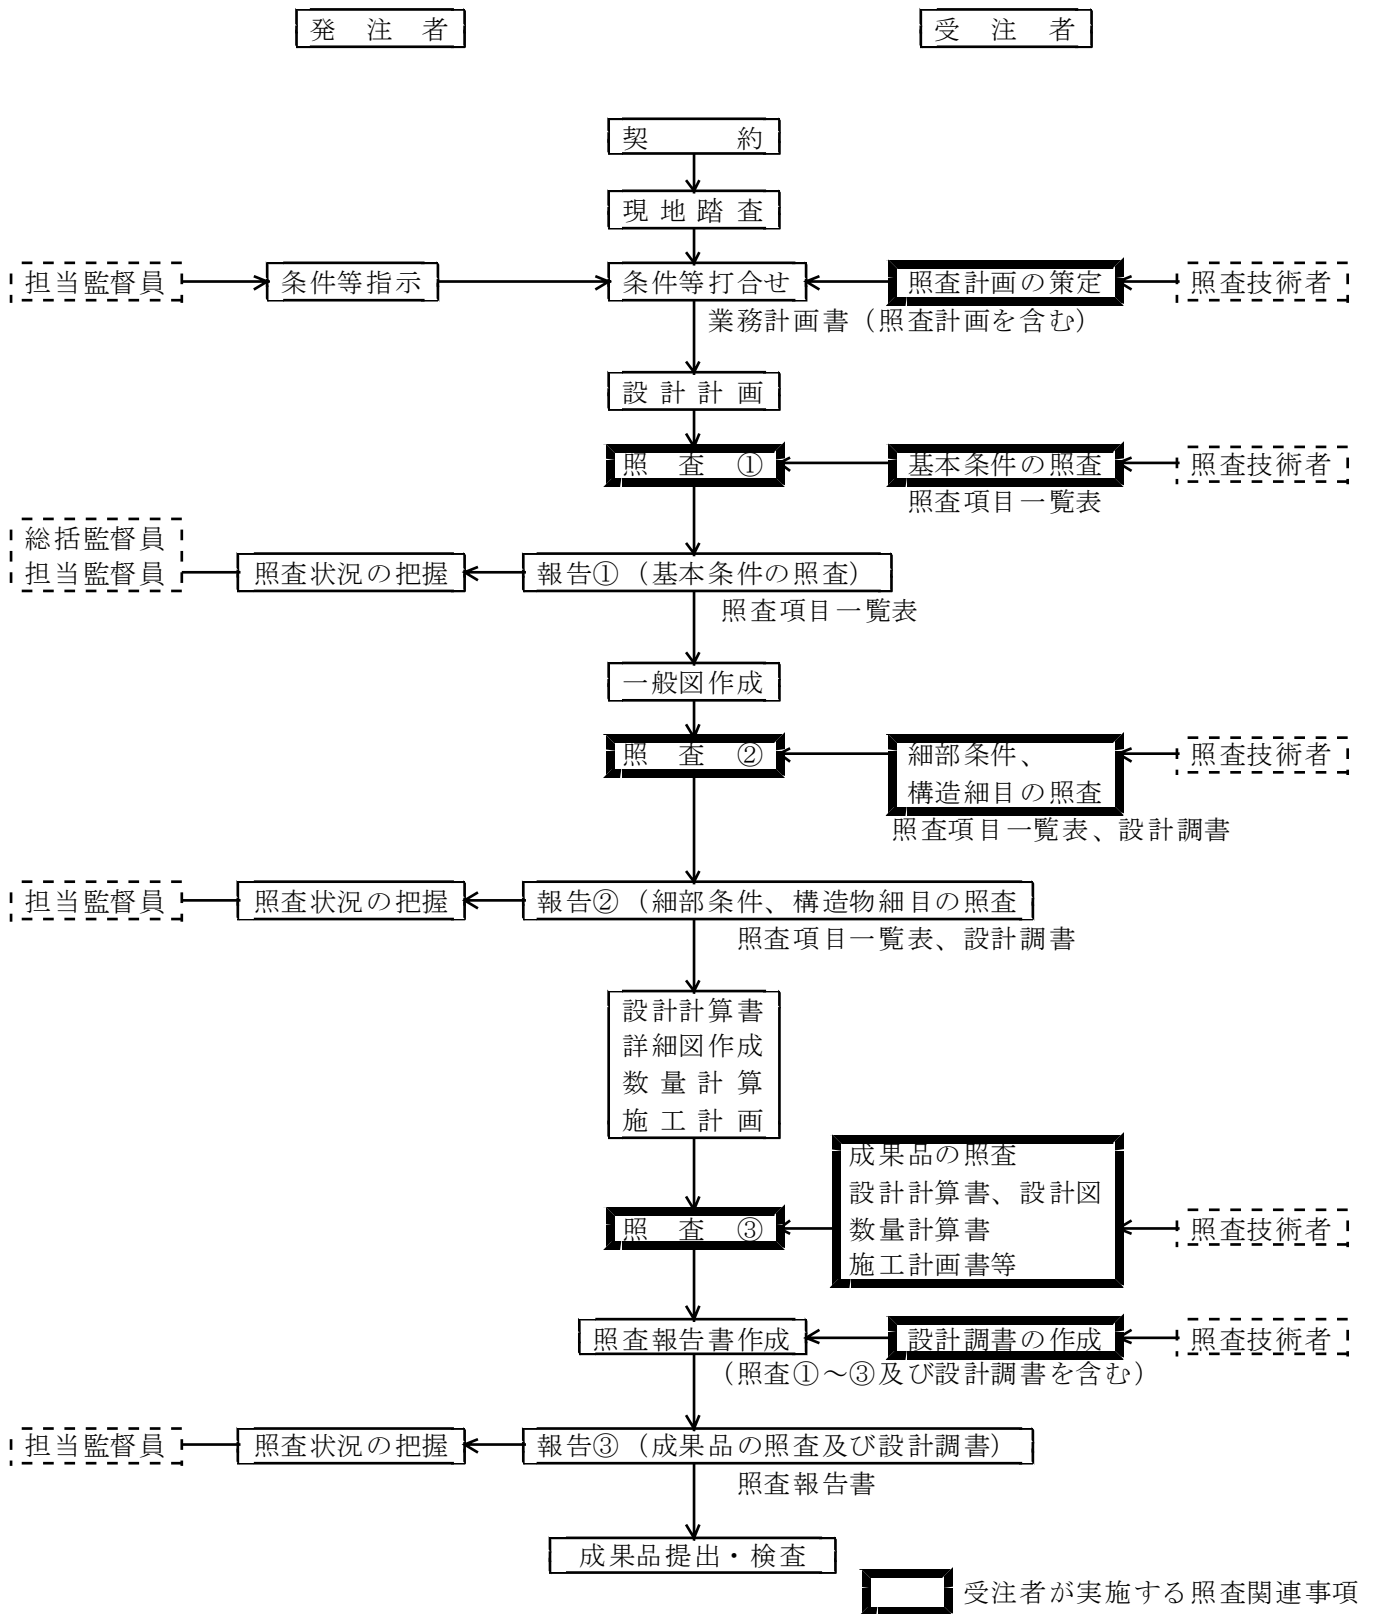 発注者
受注者
契約
現地踏査
担当監督員
条件等指示
条件等打合せ
照査計画の策定
照査技術者
業務計画書（照査計画を含む）
設計計画
照査①
基本条件の照査
照査技術者
照査項目一覧表
総括監督員
担当監督員
照査状況の把握
報告①（基本条件の照査）
照査項目一覧表
一般図作成
照査②
細部条件、
構造細目の照査
照査技術者
照査項目一覧表、設計調書
担当監督員
照査状況の把握
報告②（細部条件、構造物細目の照査
照査項目一覧表、設計調書
設計計算書
詳細図作成
数量計算
施工計画
成果品の照査
設計計算書、設計図
数量計算書
施工計画書等
照査③
照査技術者
照査報告書作成
設計調書の作成
照査技術者
（照査①～③及び設計調書を含む）
担当監督員
照査状況の把握
報告③（成果品の照査及び設計調書）
照査報告書
成果品提出・検査
受注者が実施する照査関連事項